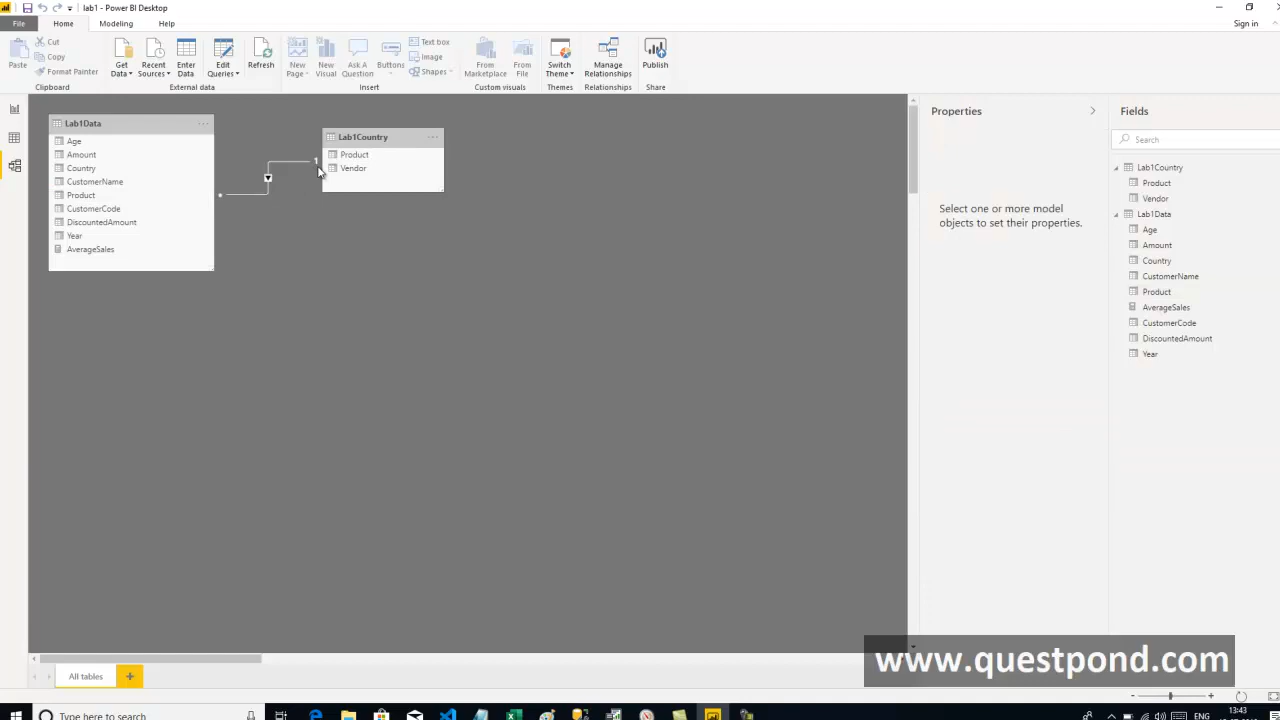 lab1 - Power BI Desktop
File
Home
Modeling
Help
Sign in
Paste
Cut
Copy
Format Painter
Clipboard
Get Data
Recent Sources
Enter Data
Edit Queries
External data
Refresh
New Page
New Visual
Ask A Question
Buttons
Text box
Image
Shapes
Insert
From Marketplace
From File
Custom visuals
Switch Theme
Themes
Manage Relationships
Relationships
Publish
Share
Lab1Data
Age
Amount
Country
CustomerName
Product
CustomerCode
DiscountedAmount
Year
AverageSales
1
Lab1Country
Product
Vendor
Properties
Select one or more model
objects to set their properties.
Fields
Search
Lab1Country
Product
Vendor
Lab1Data
Age
Amount
Country
CustomerName
Product
AverageSales
CustomerCode
DiscountedAmount
Year
www.questpond.com
All tables
Type here to search
ENG
13:43